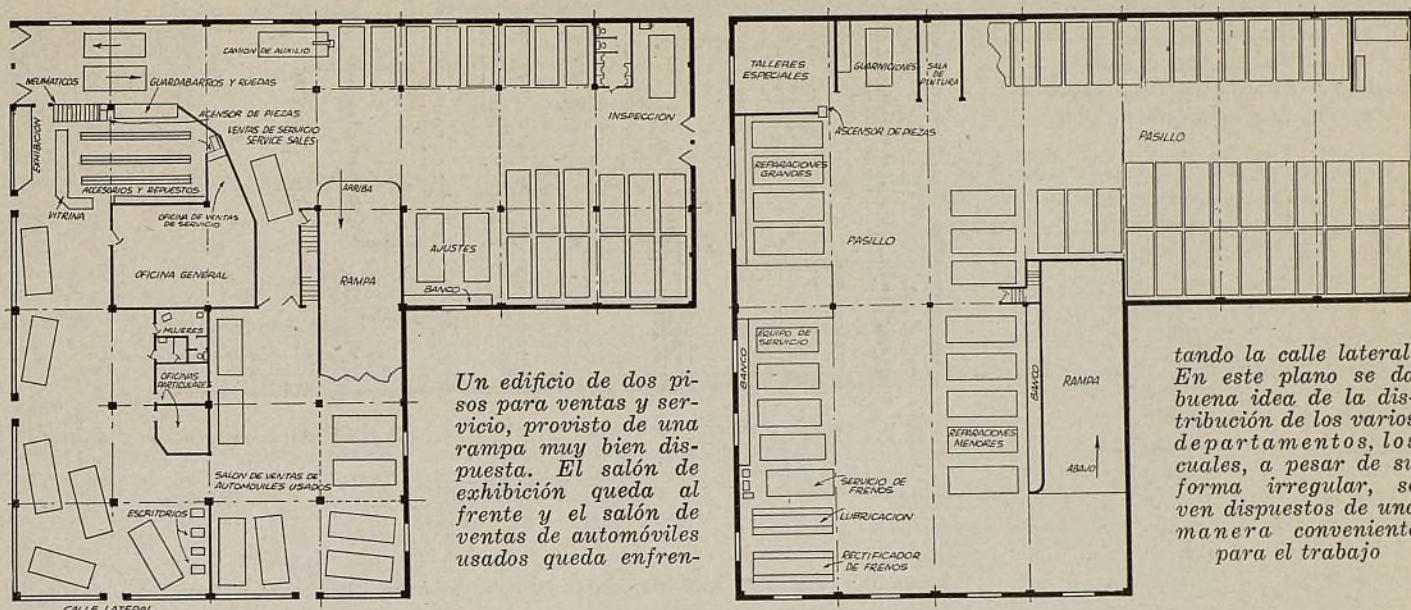 CAMION DE AUXILIO
NEUMATICOS
GUARDABARROS Y RUEDAS
ACENSOR DE PIEZAS
VENTAS DE SERVICIO
SERVICE SALES
INSPECCION
EXHIBICION
ACCESORIOS Y REPUESTOS
VITRINA
OFICINA DE VENTAS
DE SERVICIO
ARRIBA
OFICINA GENERAL
RAMPA
AJUSTES
BANCO
MUJERES
OFICINAS
PARTICULARES
SALON DE VENTAS DE
AUTOMOVILES USADOS
ESCRITORIOS
CALLE LATERAL
Un edificio de dos pi-
sos para ventas y ser-
vicio, provisto de una
rampa muy bien dis-
puesta. El salón de
exhibición queda al
frente y el salón de
ventas de automóviles
usados queda enfren-
TALLERES
ESPECIALES
GUARNICIONES
SALA
DE
PINTURA
ASCENSOR DE PIEZAS
PASILLO
REPARACIONES
GRANDES
PASILLO
EQUIPO DE
SERVICIO
BANCO
BANCO
RAMPA
REPARACIONES
MENORES
ABAJO
SERVICIO DE
FRENOS
LUBRICACION
RECTIFICADOR
DE FRENOS
tando la calle lateral.
En este plano se da
buena idea de la dis-
tribución de los varios
departamentos, los
cuales, a pesar de su
forma irregular, se
ven dispuestos de una
manera conveniente
para el trabajo